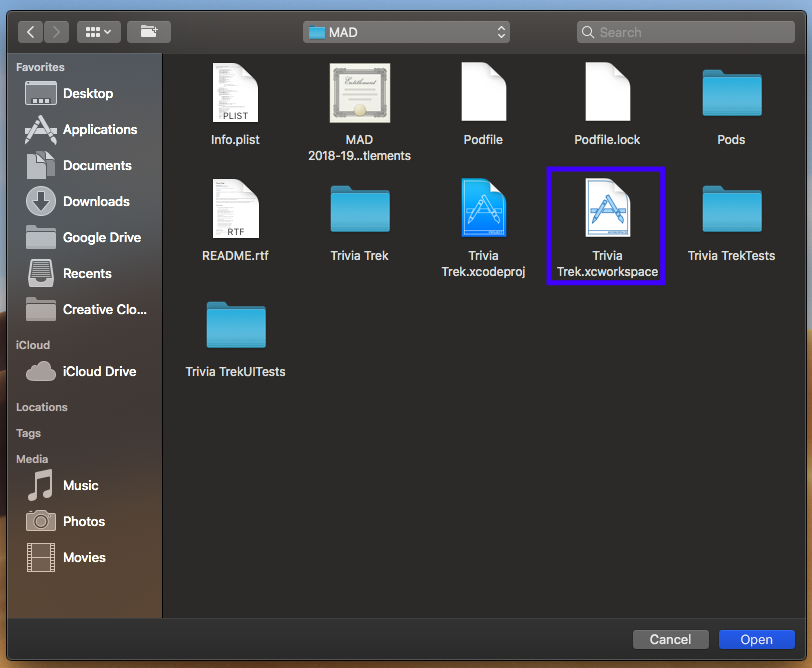 MAD
Search
Favorites
Desktop
Applications
Documents
Downloads
Google Drive
Recents
Creative Clo...
iCloud
iCloud Drive
Locations
Tags
Media
Music
Photos
Movies
PLIST
Info.plist
Entitlement
MAD
2018-19...tlements
Podfile
Podfile.lock
Pods
RTF
README.rtf
Trivia Trek
PROJECT
Trivia
Trek.xcodeproj
WORKSPACE
Trivia
Trek.xcworkspace
Trivia TrekTests
Trivia TrekUITests
Cancel
Open